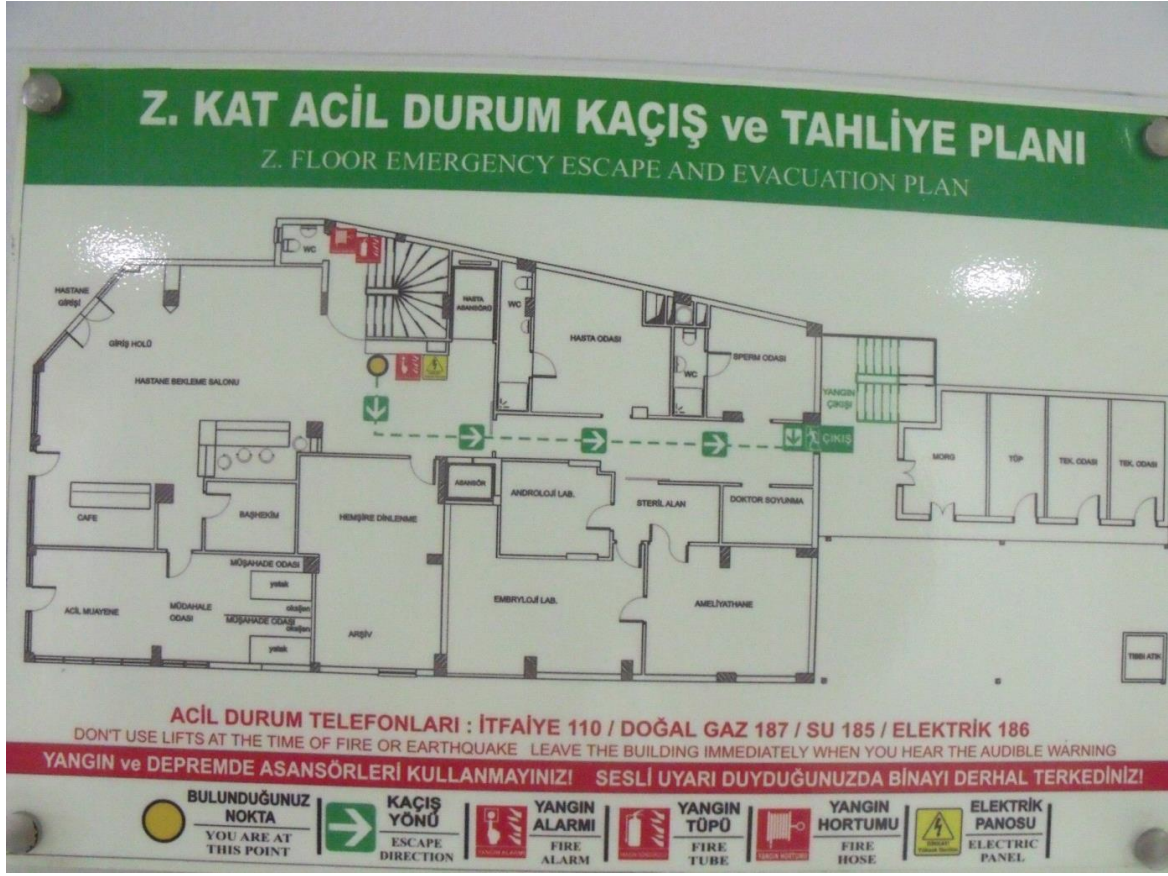 Z. KAT ACİL DURUM KAÇIŞ ve TAHLİYE PLANI
Z. FLOOR EMERGENCY ESCAPE AND EVACUATION PLAN
WC
HASTANE
GİRİŞİ
GİRİŞ HOLÜ
HASTANE BEKLEME SALONU
HASTA
ASANSÖRÜ
WC
HASTA ODASI
WC
SPERM ODASI
YANGIN
ÇIKIŞI
ÇIKIŞ
MORG
TÜP
TEK. ODASI
TEK. ODASI
CAFE
BAŞHEKİM
HEMŞİRE DİNLENME
ASANSÖR
ANDROLOJİ LAB.
STERİL ALAN
DOKTOR SOYUNMA
ACİL MUAYENE
MÜDAHALE
ODASI
MÜŞAHADE ODASI
yatak
oksijen
MÜŞAHADE ODASI
oksijen
yatak
ARŞİV
EMBRYLOJİ LAB.
AMELİYATHANE
TIBBI ATIK
ACİL DURUM TELEFONLARI : İTFAİYE 110 / DOĞAL GAZ 187 / SU 185 / ELEKTRİK 186
DON'T USE LIFTS AT THE TIME OF FIRE OR EARTHQUAKE LEAVE THE BUILDING IMMEDIATELY WHEN YOU HEAR THE AUDIBLE WARNING
YANGIN ve DEPREMDE ASANSÖRLERİ KULLANMAYINIZ! SESLİ UYARI DUYDUĞUNUZDA BİNAYI DERHAL TERKEDİNİZ!
BULUNDUĞUNUZ
NOKTA
YOU ARE AT
THIS POINT
KAÇIŞ
YÖNÜ
ESCAPE
DIRECTION
YANGIN ALARMI
YANGIN
ALARMI
FIRE
ALARM
YANGIN
TÜPÜ
FIRE
TUBE
YANGIN HORTUMU
YANGIN
HORTUMU
FIRE
HOSE
ELEKTRİK
PANOSU
ELECTRIC
PANEL